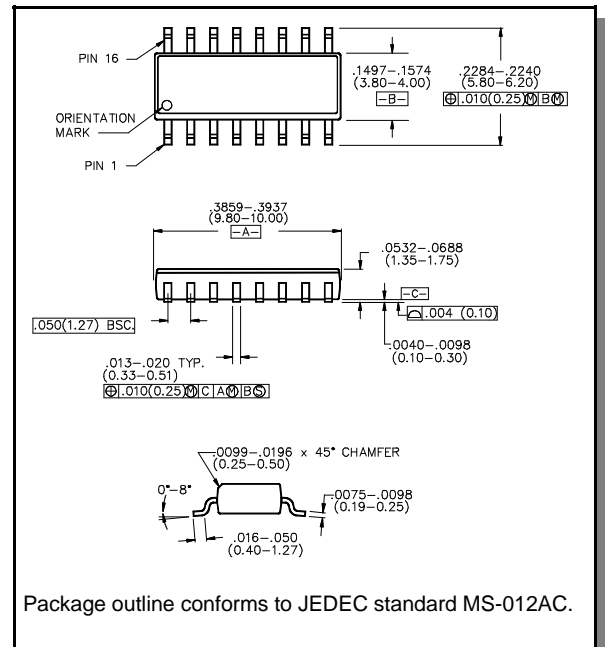 PIN 16
.1497–.1574
(3.80–4.00)
–B–
.2284–.2240
(5.80–6.20)
⌖ .010(0.25)Ⓜ B Ⓜ
ORIENTATION
MARK
PIN 1
.3859–.3937
(9.80–10.00)
–A–
.0532–.0688
(1.35–1.75)
–C–
⌓ .004 (0.10)
.050(1.27) BSC.
.0040–.0098
(0.10–0.30)
.013–.020 TYP.
(0.33–0.51)
⌖ .010(0.25)Ⓜ C A Ⓜ B Ⓢ
.0099–.0196 x 45° CHAMFER
(0.25–0.50)
0°–8°
.0075–.0098
(0.19–0.25)
.016–.050
(0.40–1.27)
Package outline conforms to JEDEC standard MS-012AC.